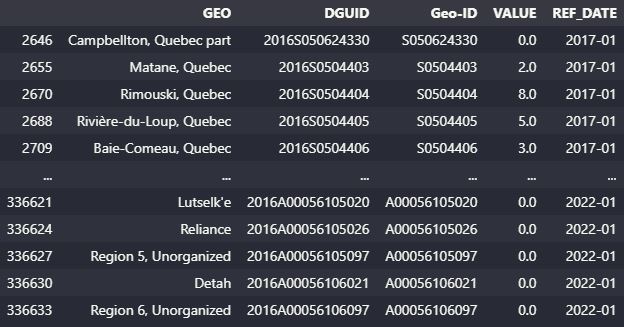 GEO DGUID Geo-ID VALUE REF_DATE
2646 Campbellton, Quebec part 2016S050624330 S050624330 0.0 2017-01
2655 Matane, Quebec 2016S0504403 S0504403 2.0 2017-01
2670 Rimouski, Quebec 2016S0504404 S0504404 8.0 2017-01
2688 Rivière-du-Loup, Quebec 2016S0504405 S0504405 5.0 2017-01
2709 Baie-Comeau, Quebec 2016S0504406 S0504406 3.0 2017-01
... ... ... ... ... ...
336621 Lutselk'e 2016A00056105020 A00056105020 0.0 2022-01
336624 Reliance 2016A00056105026 A00056105026 0.0 2022-01
336627 Region 5, Unorganized 2016A00056105097 A00056105097 0.0 2022-01
336630 Detah 2016A00056106021 A00056106021 0.0 2022-01
336633 Region 6, Unorganized 2016A00056106097 A00056106097 0.0 2022-01